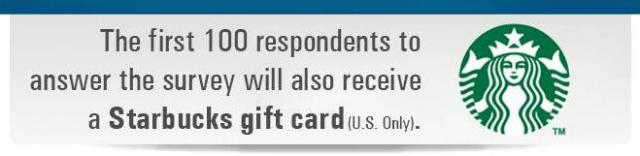 The first 100 respondents to
answer the survey will also receive
a Starbucks gift card (U.S. Only).
TM